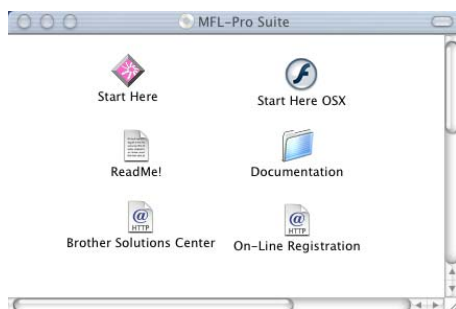 MFL-Pro Suite
Start Here
Start Here OSX
ReadMe!
Documentation
@
HTTP
@
HTTP
Brother Solutions Center
On-Line Registration